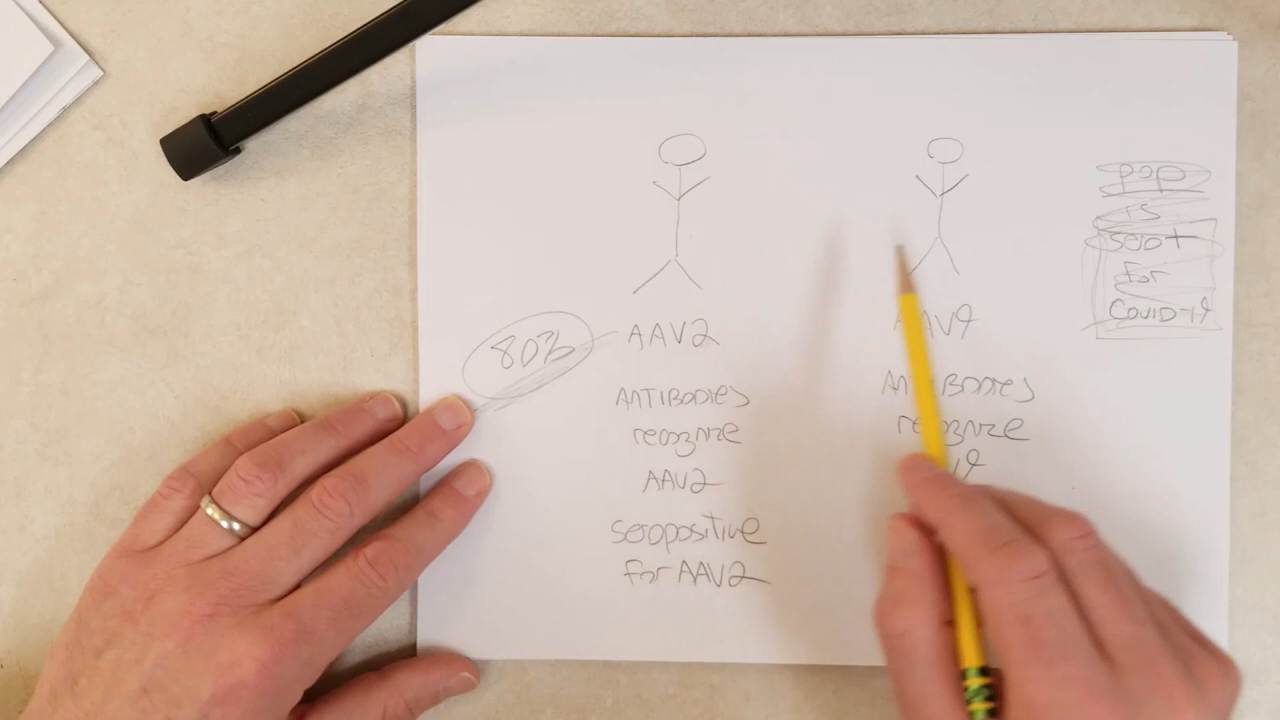 80%
AAV2
ANTIBODIES
recognize
AAV2
seropositive
for AAV2
AAV9
ANTIBODIES
recognize
pop
is
sero+
for
COVID-19